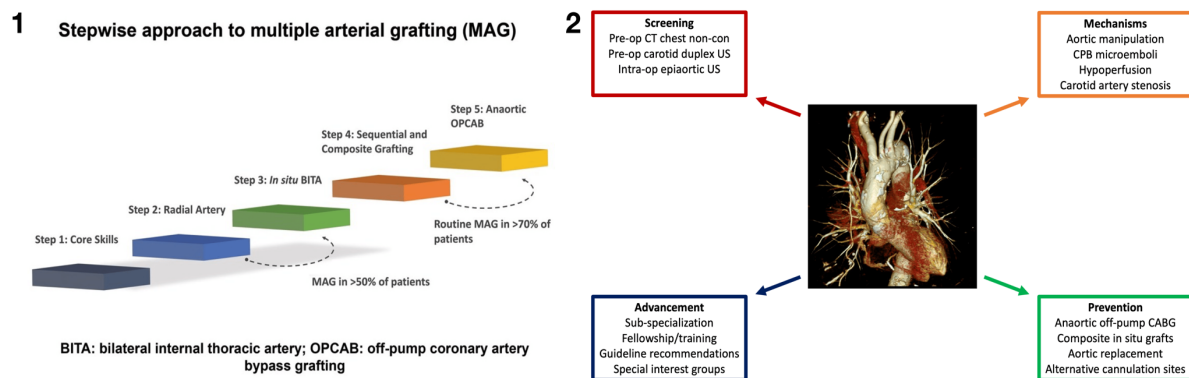 1
Stepwise approach to multiple arterial grafting (MAG)
Step 5: Anaortic
OPCAB
Step 4: Sequential and
Composite Grafting
Step 3: In situ BITA
Step 2: Radial Artery
Step 1: Core Skills
Routine MAG in >70% of
patients
MAG in >50% of patients
BITA: bilateral internal thoracic artery; OPCAB: off-pump coronary artery
bypass grafting
2
Screening
Pre-op CT chest non-con
Pre-op carotid duplex US
Intra-op epiaortic US
Mechanisms
Aortic manipulation
CPB microemboli
Hypoperfusion
Carotid artery stenosis
Advancement
Sub-specialization
Fellowship/training
Guideline recommendations
Special interest groups
Prevention
Anaortic off-pump CABG
Composite in situ grafts
Aortic replacement
Alternative cannulation sites